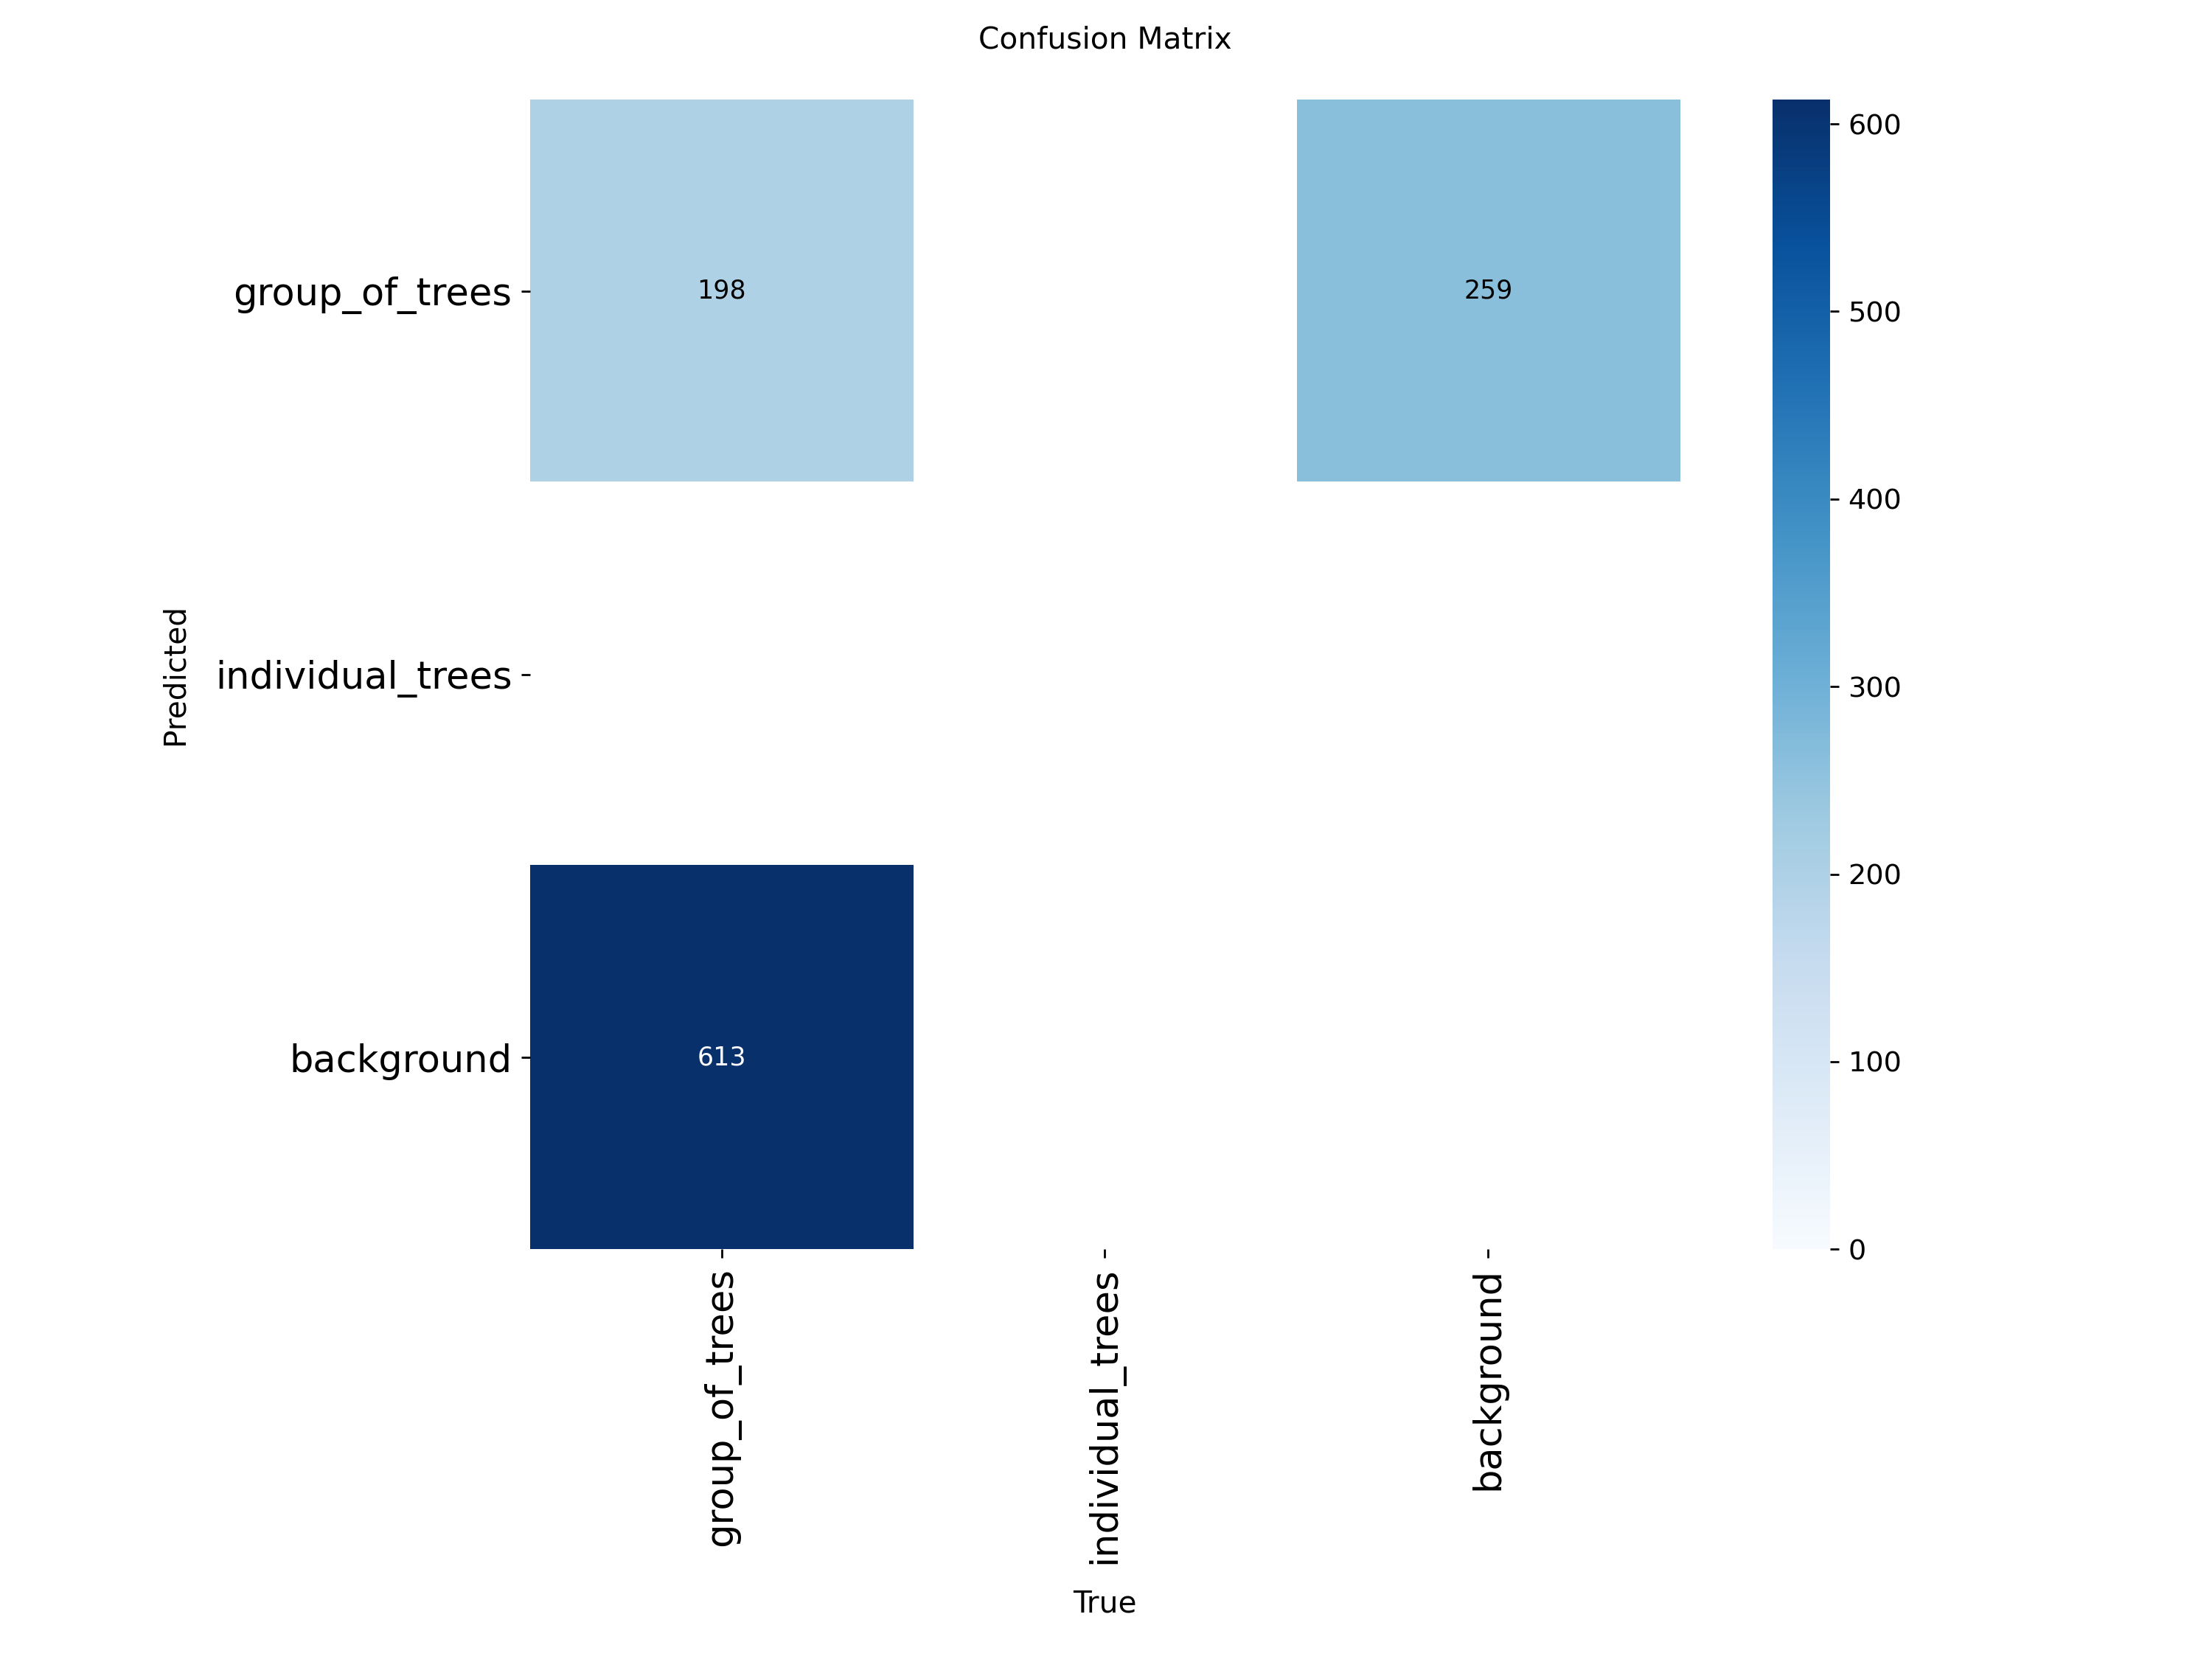 Confusion Matrix
Predicted
group_of_trees
individual_trees
background
198
259
613
600
500
400
300
200
100
0
group_of_trees
individual_trees
background
True